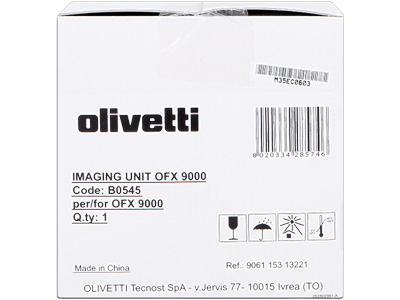 M35EC0603
olivetti
8 020334 285746
IMAGING UNIT OFX 9000
Code: B0545
per/for OFX 9000
Q.ty: 1
Made in China
Ref.: 9061 153 13221
OLIVETTI Tecnost SpA - v.Jervis 77- 10015 Ivrea (TO)